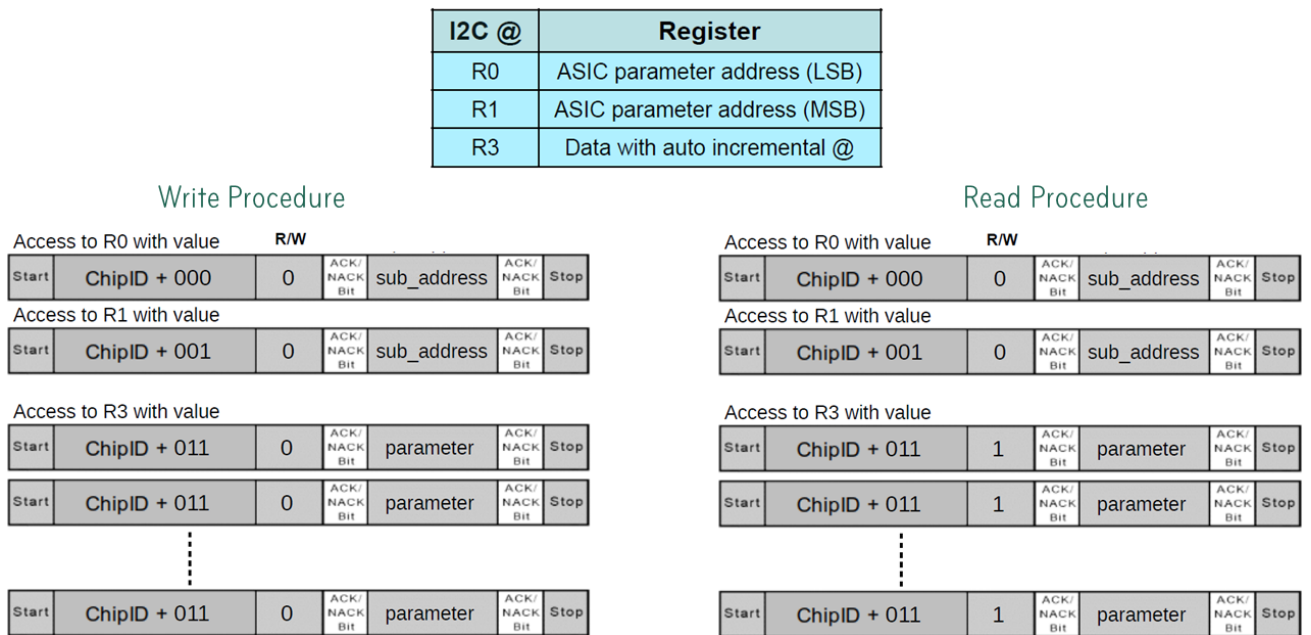 I2C @ Register
R0 ASIC parameter address (LSB)
R1 ASIC parameter address (MSB)
R3 Data with auto incremental @
Write Procedure
Access to R0 with value R/W
Start ChipID + 000 0 ACK/ NACK Bit sub_address ACK/ NACK Bit Stop
Access to R1 with value
Start ChipID + 001 0 ACK/ NACK Bit sub_address ACK/ NACK Bit Stop
Access to R3 with value
Start ChipID + 011 0 ACK/ NACK Bit parameter ACK/ NACK Bit Stop
Start ChipID + 011 0 ACK/ NACK Bit parameter ACK/ NACK Bit Stop
Start ChipID + 011 0 ACK/ NACK Bit parameter ACK/ NACK Bit Stop
Read Procedure
Access to R0 with value R/W
Start ChipID + 000 0 ACK/ NACK Bit sub_address ACK/ NACK Bit Stop
Access to R1 with value
Start ChipID + 001 0 ACK/ NACK Bit sub_address ACK/ NACK Bit Stop
Access to R3 with value
Start ChipID + 011 1 ACK/ NACK Bit parameter ACK/ NACK Bit Stop
Start ChipID + 011 1 ACK/ NACK Bit parameter ACK/ NACK Bit Stop
Start ChipID + 011 1 ACK/ NACK Bit parameter ACK/ NACK Bit Stop